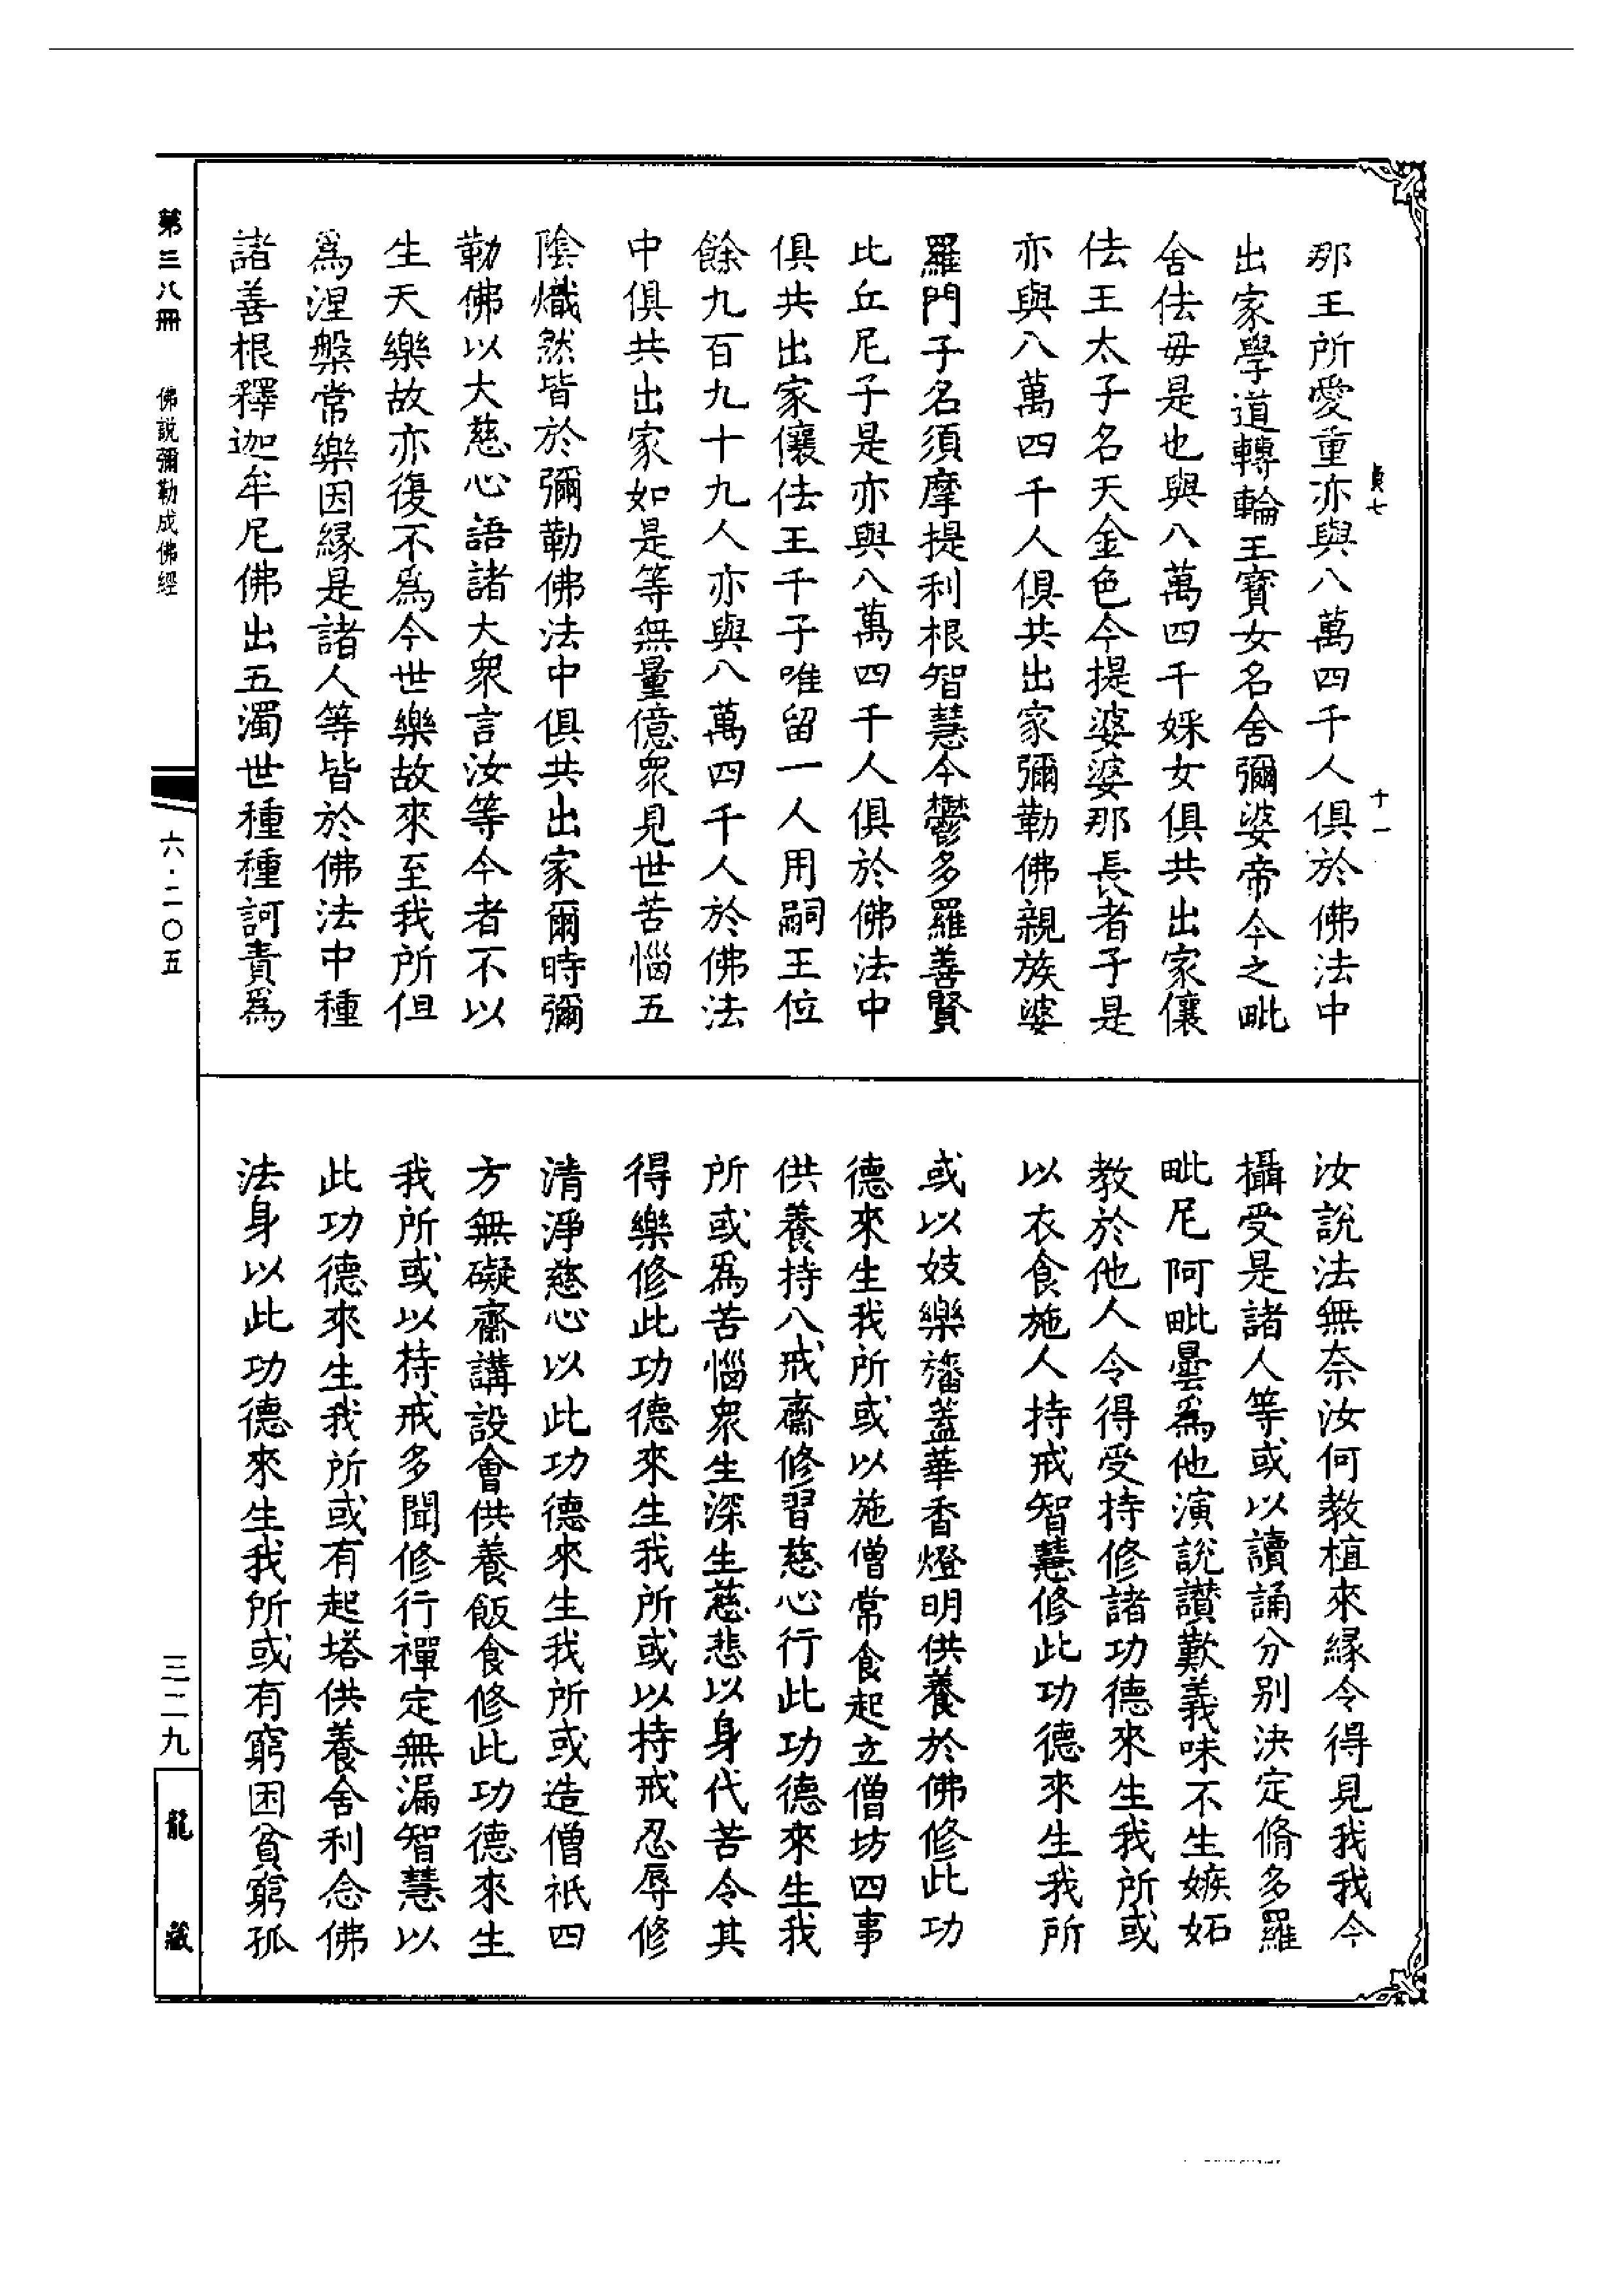 貞七
十一
那王所愛重亦與八萬四千人俱於佛法中
出家學道轉輪王寶女名舍彌婆帝今之毗
舍佉毋是也與八萬四千婇女俱共出家儴
佉王太子名天金色今提婆婆那長者子是
亦與八萬四千人俱共出家彌勒佛親族婆
羅門子名須摩提利根智慧今鬱多羅善賢
比丘尼子是亦與八萬四千人俱於佛法中
俱共出家儴佉王千子唯留一人用嗣王位
餘九百九十九人亦與八萬四千人於佛法
中俱共出家如是等無量億衆見世苦惱五
陰熾然皆於彌勒佛法中俱共出家爾時彌
勒佛以大慈心語諸大衆言汝等今者不以
生天樂故亦復不爲今世樂故來至我所但
爲涅槃常樂因緣是諸人等皆於佛法中種
諸善根釋迦牟尼佛出五濁世種種訶責爲
汝說法無奈汝何教植來緣令得見我我今
攝受是諸人等或以讀誦分別決定脩多羅
毗尼阿毗曇爲他演說讃歎義味不生嫉妬
教於他人令得受持修諸功德來生我所或
以衣食施人持戒智慧修此功德來生我所
或以妓樂旛蓋華香燈明供養於佛修此功
德來生我所或以施僧常食起立僧坊四事
供養持八戒齋修習慈心行此功德來生我
所或爲苦惱衆生深生慈悲以身代苦令其
得樂修此功德來生我所或以持戒忍辱修
清淨慈心以此功德來生我所或造僧祇四
方無礙齋講設會供養飯食修此功德來生
我所或以持戒多聞修行禪定無漏智慧以
此功德來生我所或有起塔供養舍利念佛
法身以此功德來生我所或有窮困貧窮孤
第三八冊
佛說彌勒成佛經
六·二〇五
三二九
龍藏